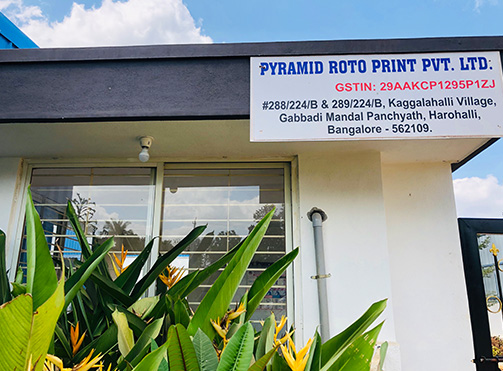 PYRAMID ROTO PRINT PVT. LTD.
GSTIN: 29AAKCP1295P1ZJ
#288/224/B & 289/224/B, Kaggalahalli Village,
Gabbadi Mandal Panchyath, Harohalli,
Bangalore - 562109.